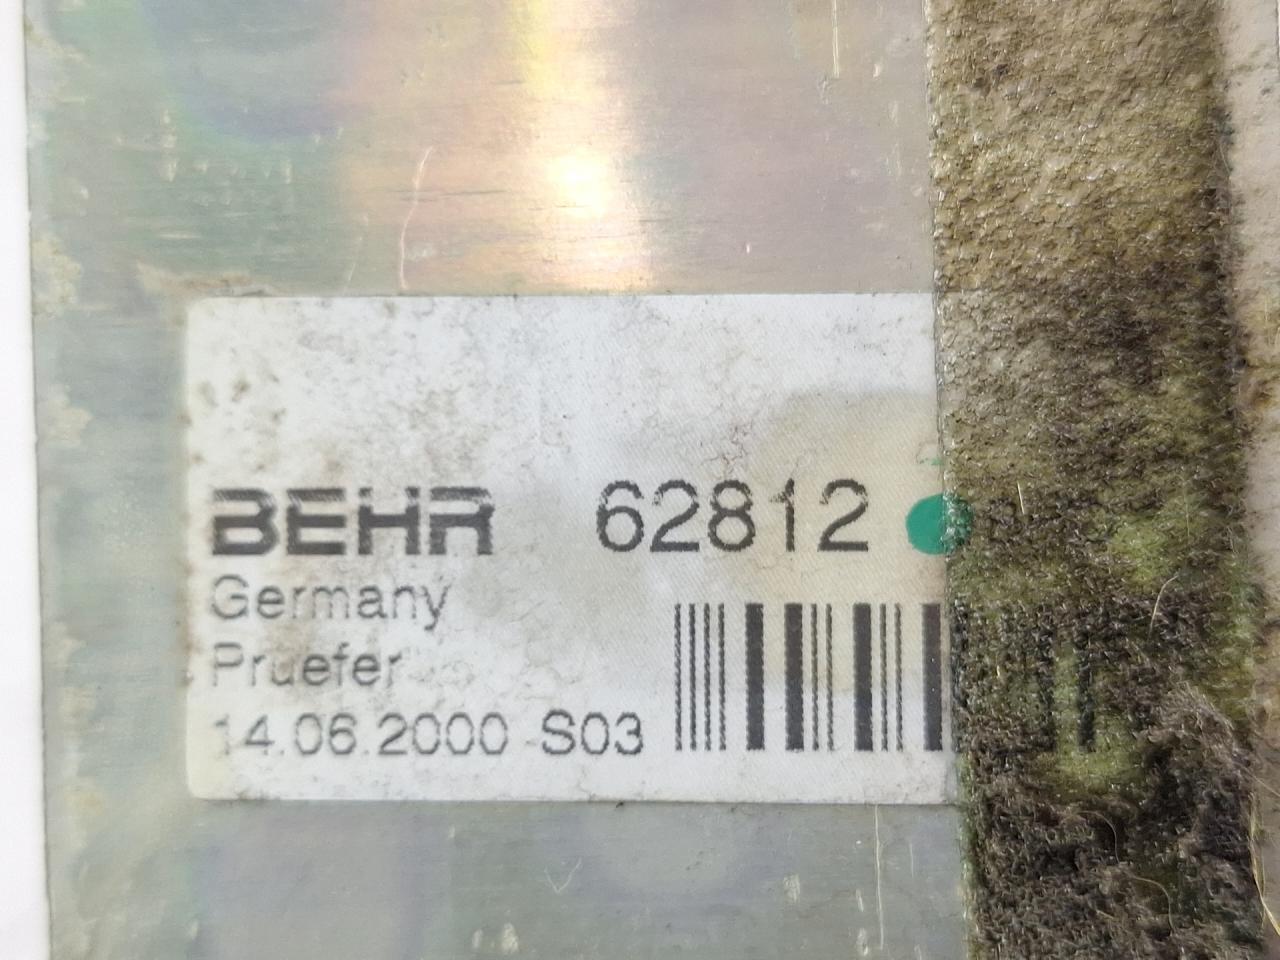 BEHR 62812
Germany
Pruefer
14.06.2000 S03